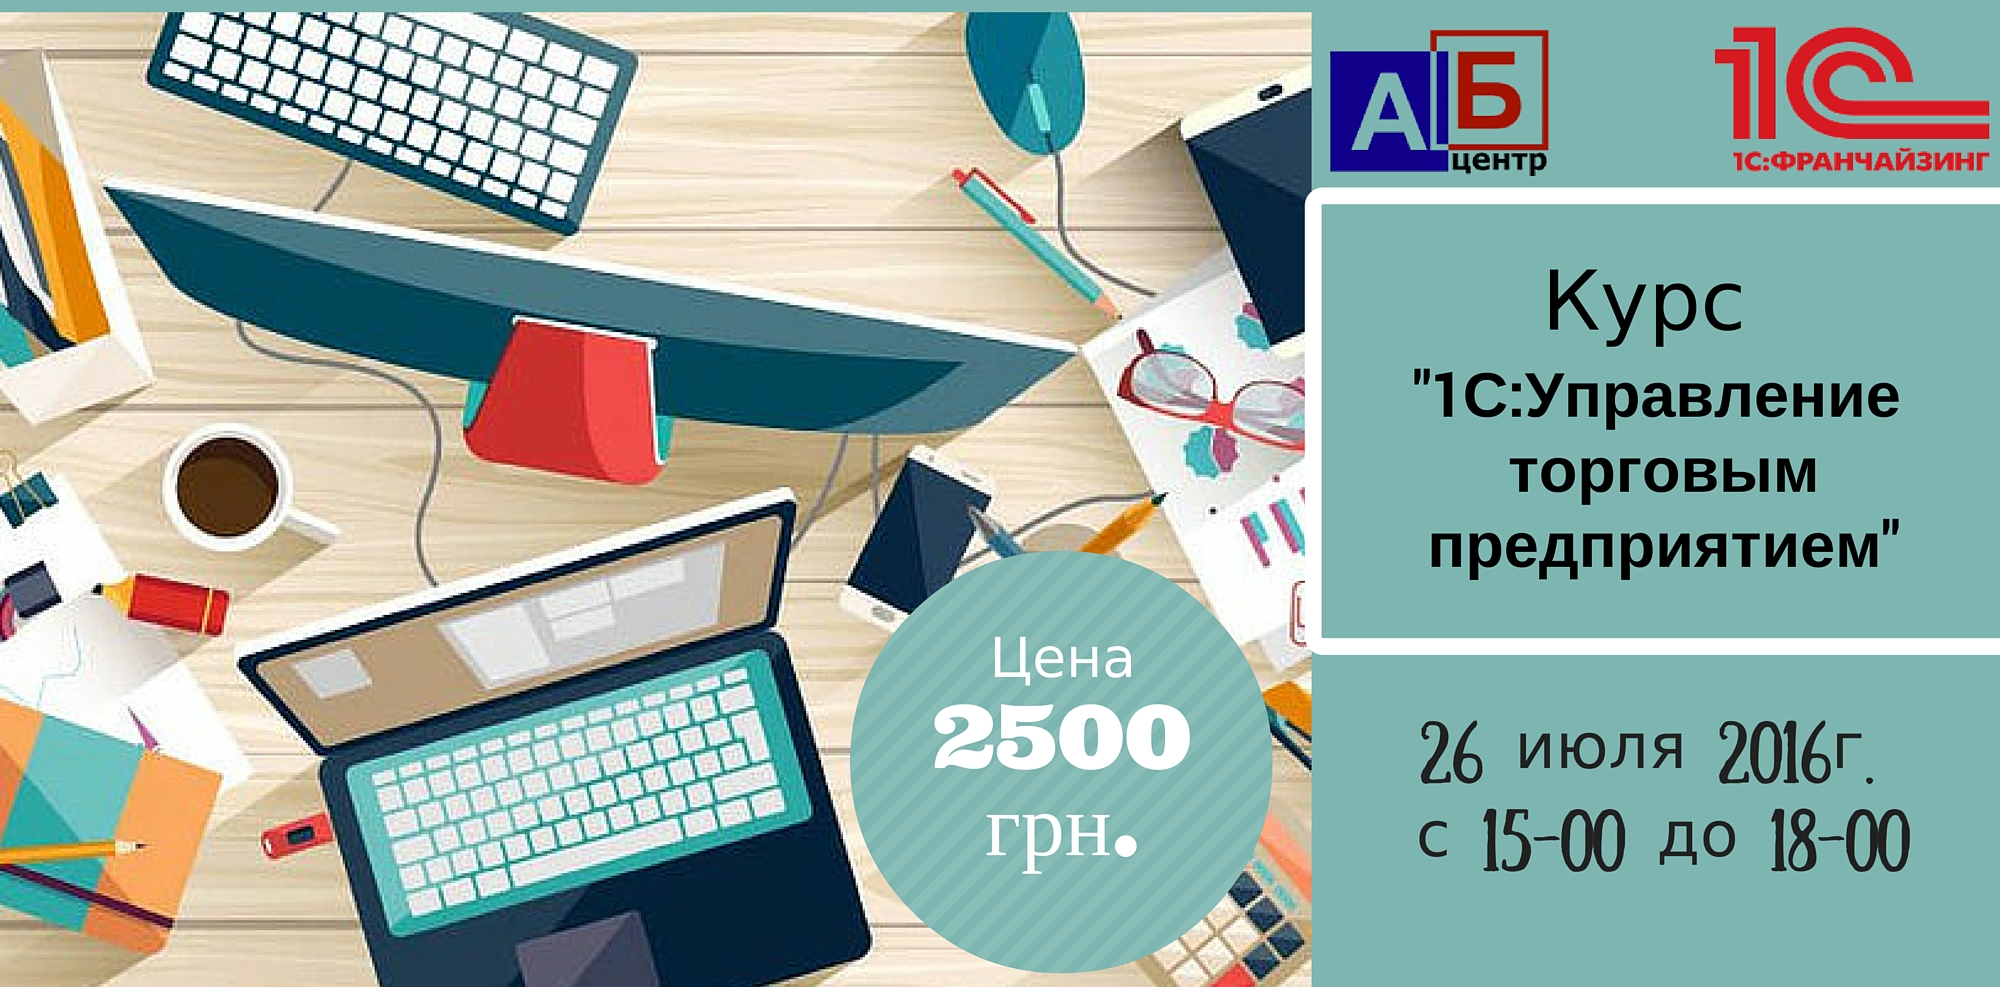 АБ
центр
1С
1С:ФРАНЧАЙЗИНГ
Курс
"1С:Управление
торговым
предприятием"
Цена
2500
грн.
26 июля 2016г.
с 15-00 до 18-00